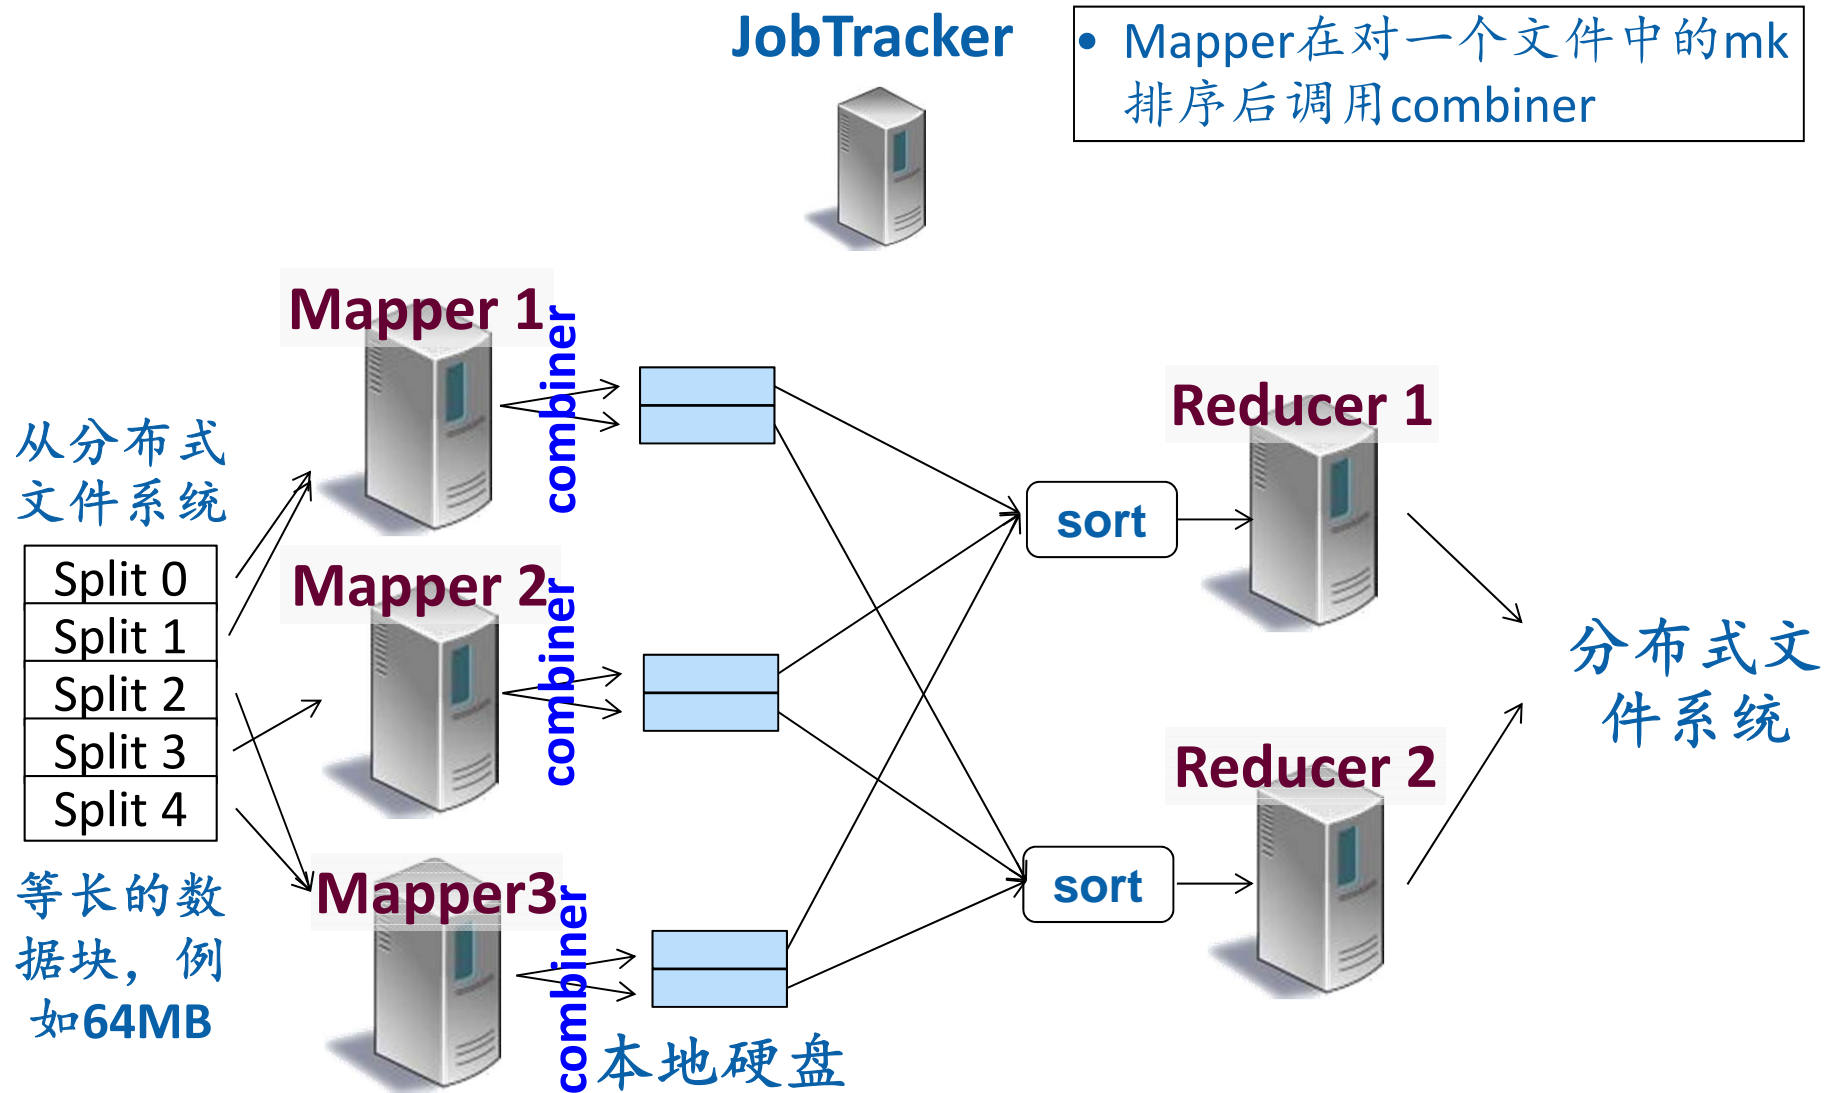 JobTracker
• Mapper在对一个文件中的mk
排序后调用combiner
Mapper 1
combiner
从分布式
文件系统
Split 0
Split 1
Split 2
Split 3
Split 4
等长的数
据块，例
如64MB
Mapper 2
combiner
Mapper3
combiner
本地硬盘
sort
Reducer 1
sort
Reducer 2
分布式文
件系统